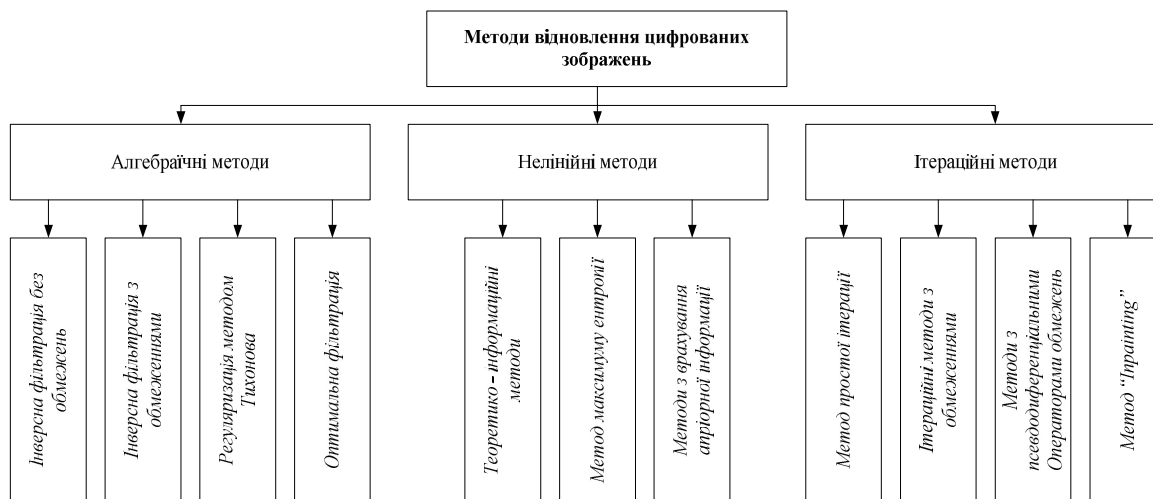 Методи відновлення цифрованих
зображень
Алгебраїчні методи
Нелінійні методи
Ітераційні методи
Інверсна фільтрація без
обмежень
Інверсна фільтрація з
обмеженнями
Регуляризація методом
Тихонова
Оптимальна фільтрація
Теоретико - інформаційні
методи
Метод максимуму ентропії
Методи з врахування
апріорної інформації
Метод простої ітерації
Ітераційні методи з
обмеженнями
Методи з
псевдодиференціальними
Операторами обмежень
Метод “Inpainting”